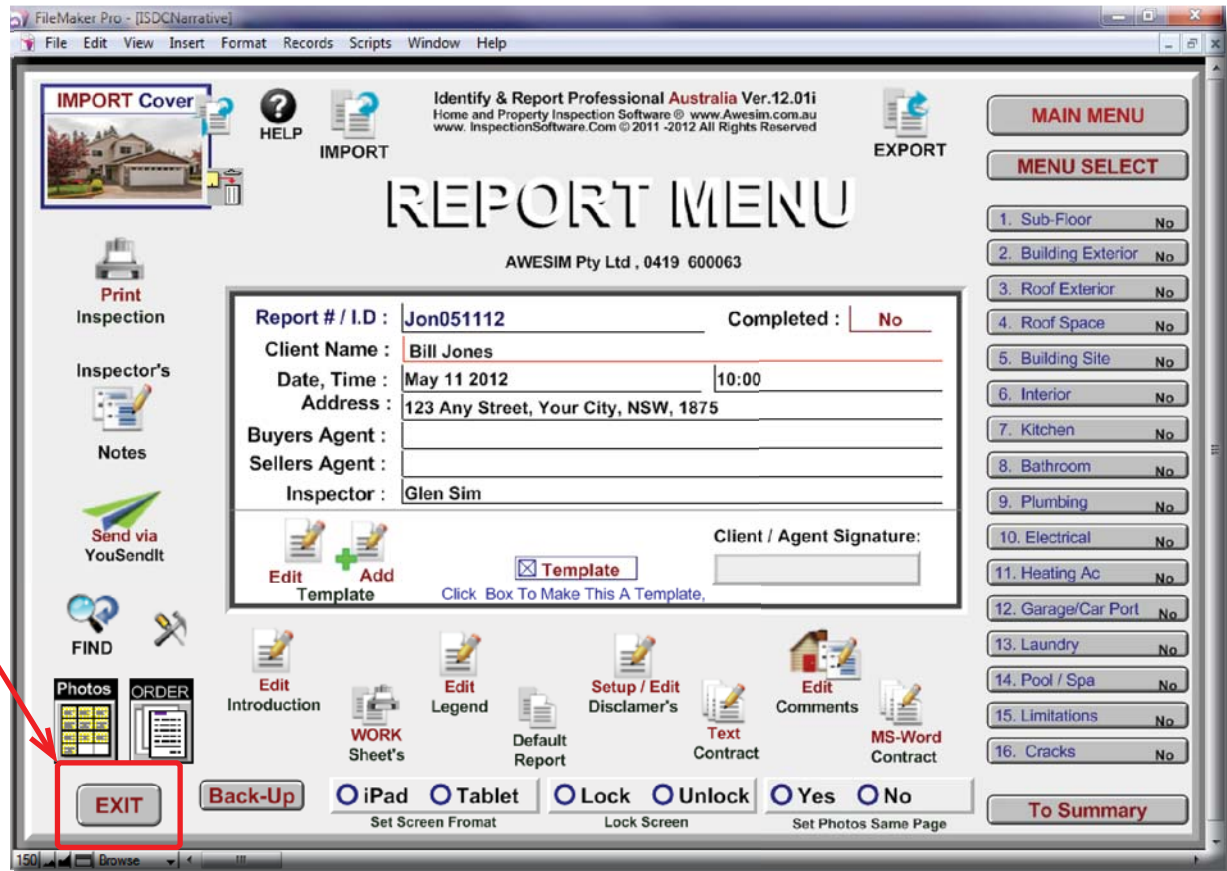 FileMaker Pro - [ISDCNarrative]
File Edit View Insert Format Records Scripts Window Help
IMPORT Cover
HELP
IMPORT
Identify & Report Professional Australia Ver.12.01i
Home and Property Inspection Software ® www.Awesim.com.au
www. InspectionSoftware.Com © 2011 -2012 All Rights Reserved
EXPORT
REPORT MENU
AWESIM Pty Ltd , 0419 600063
Print
Inspection
Inspector's
Notes
Send via
YouSendIt
FIND
Photos
ORDER
EXIT
Report # / I.D : Jon051112 Completed : No
Client Name : Bill Jones
Date, Time : May 11 2012 10:00
Address : 123 Any Street, Your City, NSW, 1875
Buyers Agent :
Sellers Agent :
Inspector : Glen Sim
Edit Add
Template
Template
Click Box To Make This A Template,
Client / Agent Signature:
Edit
Introduction
WORK
Sheet's
Edit
Legend
Default
Report
Setup / Edit
Disclamer's
Text
Contract
Edit
Comments
MS-Word
Contract
Back-Up
iPad Tablet
Set Screen Fromat
Lock Unlock
Lock Screen
Yes No
Set Photos Same Page
MAIN MENU
MENU SELECT
1. Sub-Floor No
2. Building Exterior No
3. Roof Exterior No
4. Roof Space No
5. Building Site No
6. Interior No
7. Kitchen No
8. Bathroom No
9. Plumbing No
10. Electrical No
11. Heating Ac No
12. Garage/Car Port No
13. Laundry No
14. Pool / Spa No
15. Limitations No
16. Cracks No
To Summary
150 Browse